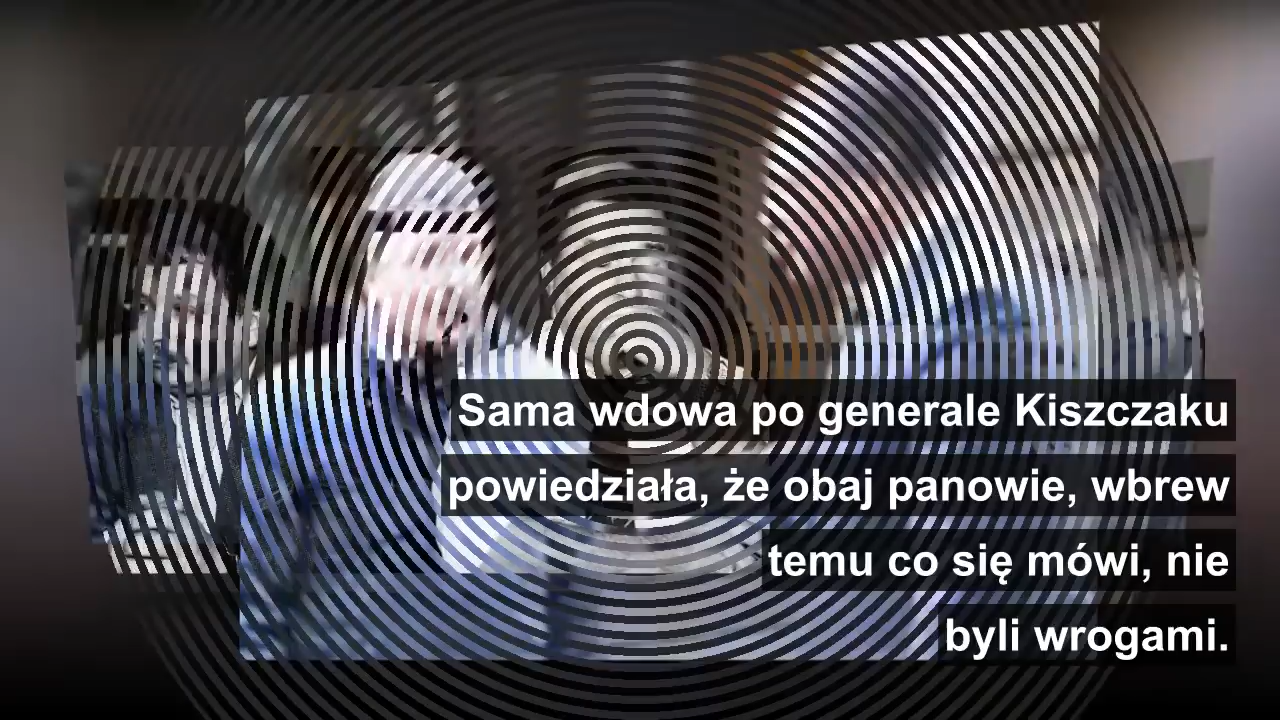 Sama wdowa po generale Kiszczaku
powiedziała, że obaj panowie, wbrew
temu co się mówi, nie
byli wrogami.